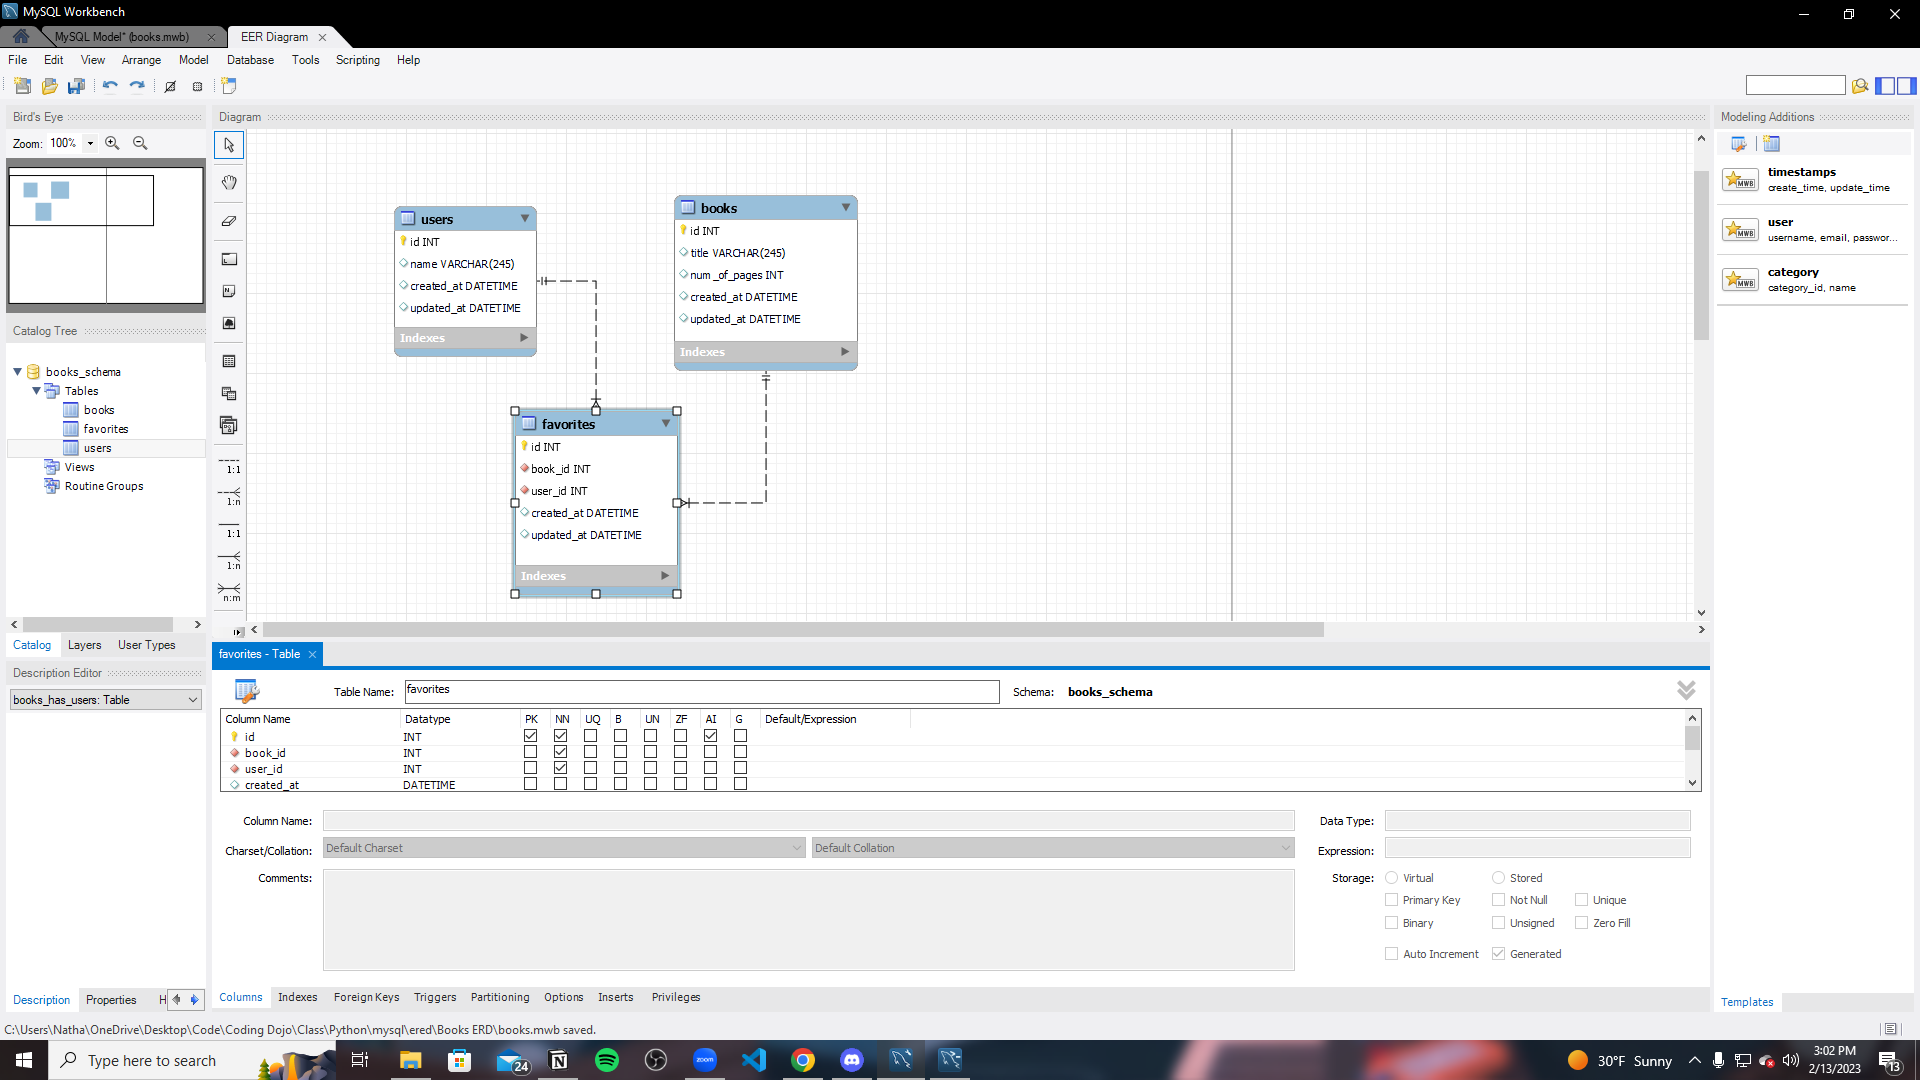 MySQL Workbench
MySQL Model* (books.mwb)
EER Diagram
File Edit View Arrange Model Database Tools Scripting Help
Bird's Eye
Zoom: 100%
Diagram
Modeling Additions
timestamps
create_time, update_time
user
username, email, passwor...
category
category_id, name
users
id INT
name VARCHAR(245)
created_at DATETIME
updated_at DATETIME
Indexes
books
id INT
title VARCHAR(245)
num_of_pages INT
created_at DATETIME
updated_at DATETIME
Indexes
favorites
id INT
book_id INT
user_id INT
created_at DATETIME
updated_at DATETIME
Indexes
Catalog Tree
books_schema
Tables
books
favorites
users
Views
Routine Groups
1:1
1:n
1:1
1:n
n:m
Catalog Layers User Types
Description Editor
books_has_users: Table
favorites - Table
Table Name: favorites Schema: books_schema
Column Name Datatype PK NN UQ B UN ZF AI G Default/Expression
id INT
book_id INT
user_id INT
created_at DATETIME
Column Name: Data Type:
Charset/Collation: Default Charset Default Collation Expression:
Comments: Storage: Virtual Stored
Primary Key Not Null Unique
Binary Unsigned Zero Fill
Auto Increment Generated
Description Properties H
Columns Indexes Foreign Keys Triggers Partitioning Options Inserts Privileges
Templates
C:\Users\Natha\OneDrive\Desktop\Code\Coding Dojo\Class\Python\mysql\ered\Books ERD\books.mwb saved.
Type here to search
24
zoom
30°F Sunny
3:02 PM
2/13/2023
13